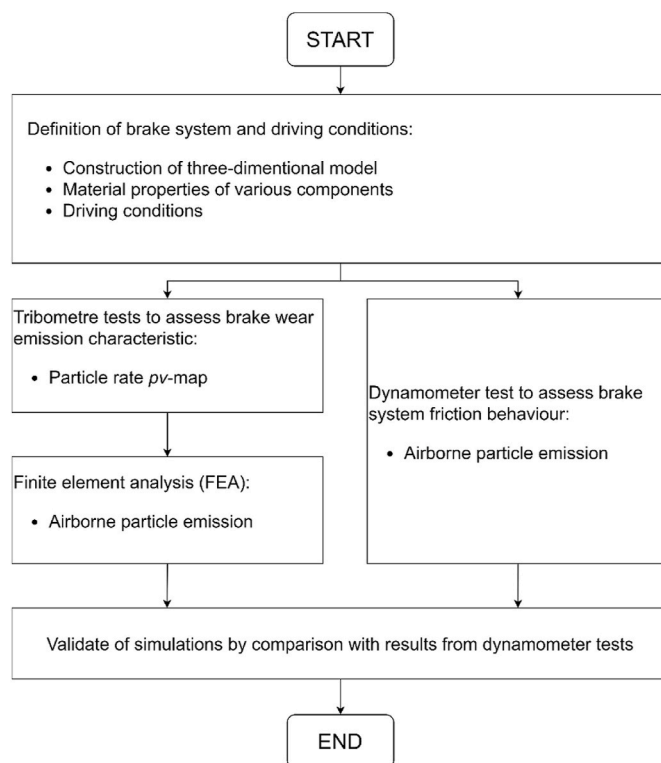 START
Definition of brake system and driving conditions:
• Construction of three-dimentional model
• Material properties of various components
• Driving conditions
Tribometre tests to assess brake wear
emission characteristic:
• Particle rate pv-map
Finite element analysis (FEA):
• Airborne particle emission
Dynamometer test to assess brake
system friction behaviour:
• Airborne particle emission
Validate of simulations by comparison with results from dynamometer tests
END